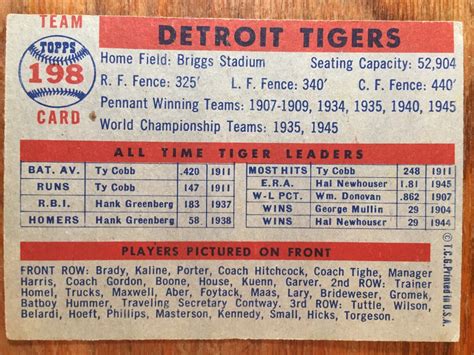 TEAM
TOPPS
198
CARD
DETROIT TIGERS
Home Field: Briggs Stadium Seating Capacity: 52,904
R. F. Fence: 325' L. F. Fence: 340' C. F. Fence: 440'
Pennant Winning Teams: 1907-1909, 1934, 1935, 1940, 1945
World Championship Teams: 1935, 1945
ALL TIME TIGER LEADERS
BAT. AV. Ty Cobb .420 1911 MOST HITS Ty Cobb 248 1911
RUNS Ty Cobb 147 1911 E.R.A. Hal Newhouser 1.81 1945
R.B.I. Hank Greenberg 183 1937 W-L PCT. Wm. Donovan .862 1907
HOMERS Hank Greenberg 58 1938 WINS George Mullin 29 1904
WINS Hal Newhouser 29 1944
PLAYERS PICTURED ON FRONT
FRONT ROW: Brady, Kaline, Porter, Coach Hitchcock, Coach Tighe, Manager
Harris, Coach Gordon, Boone, House, Kuenn, Garver. 2nd ROW: Trainer
Homel, Trucks, Maxwell, Aber, Foytack, Maas, Lary, Brideweser, Gromek,
Batboy Hummer, Traveling Secretary Contway. 3rd ROW: Tuttle, Wilson,
Belardi, Hoeft, Phillips, Masterson, Kennedy, Small, Hicks, Torgeson.
© T.C.G. Printed in U.S.A.